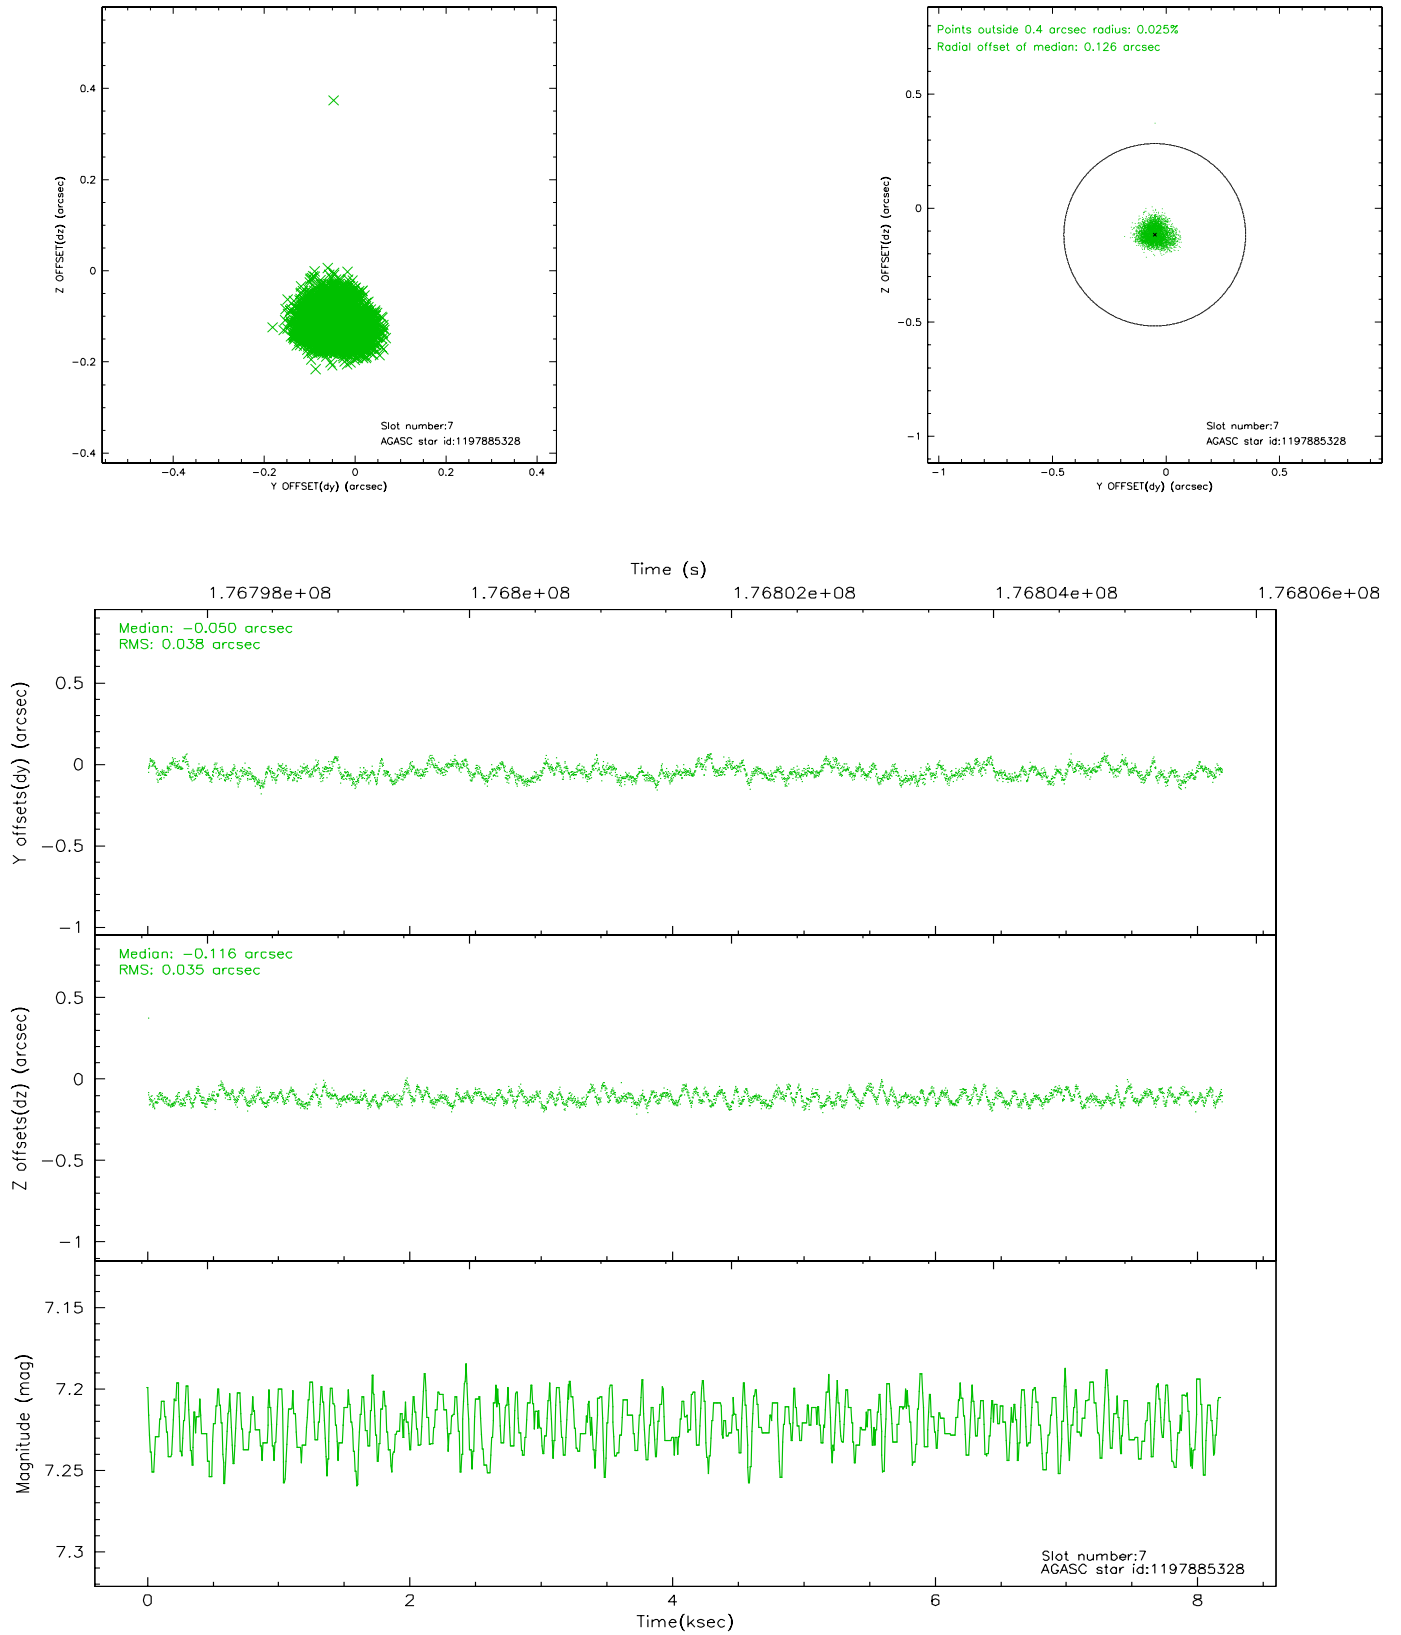 0.4
0.2
0
−0.2
−0.4
Z OFFSET(dz) (arcsec)
Slot number:7
AGASC star id:1197885328
−0.4 −0.2 0 0.2 0.4
Y OFFSET(dy) (arcsec)
Points outside 0.4 arcsec radius: 0.025%
Radial offset of median: 0.126 arcsec
0.5
0
−0.5
−1
Z OFFSET(dz) (arcsec)
Slot number:7
AGASC star id:1197885328
−1 −0.5 0 0.5
Y OFFSET(dy) (arcsec)
Time (s)
1.76798e+08 1.768e+08 1.76802e+08 1.76804e+08 1.76806e+08
Median: −0.050 arcsec
RMS: 0.038 arcsec
0.5
0
−0.5
−1
Y offsets(dy) (arcsec)
Median: −0.116 arcsec
RMS: 0.035 arcsec
0.5
0
−0.5
−1
Z offsets(dz) (arcsec)
7.15
7.2
7.25
7.3
Magnitude (mag)
Slot number:7
AGASC star id:1197885328
0 2 4 6 8
Time(ksec)